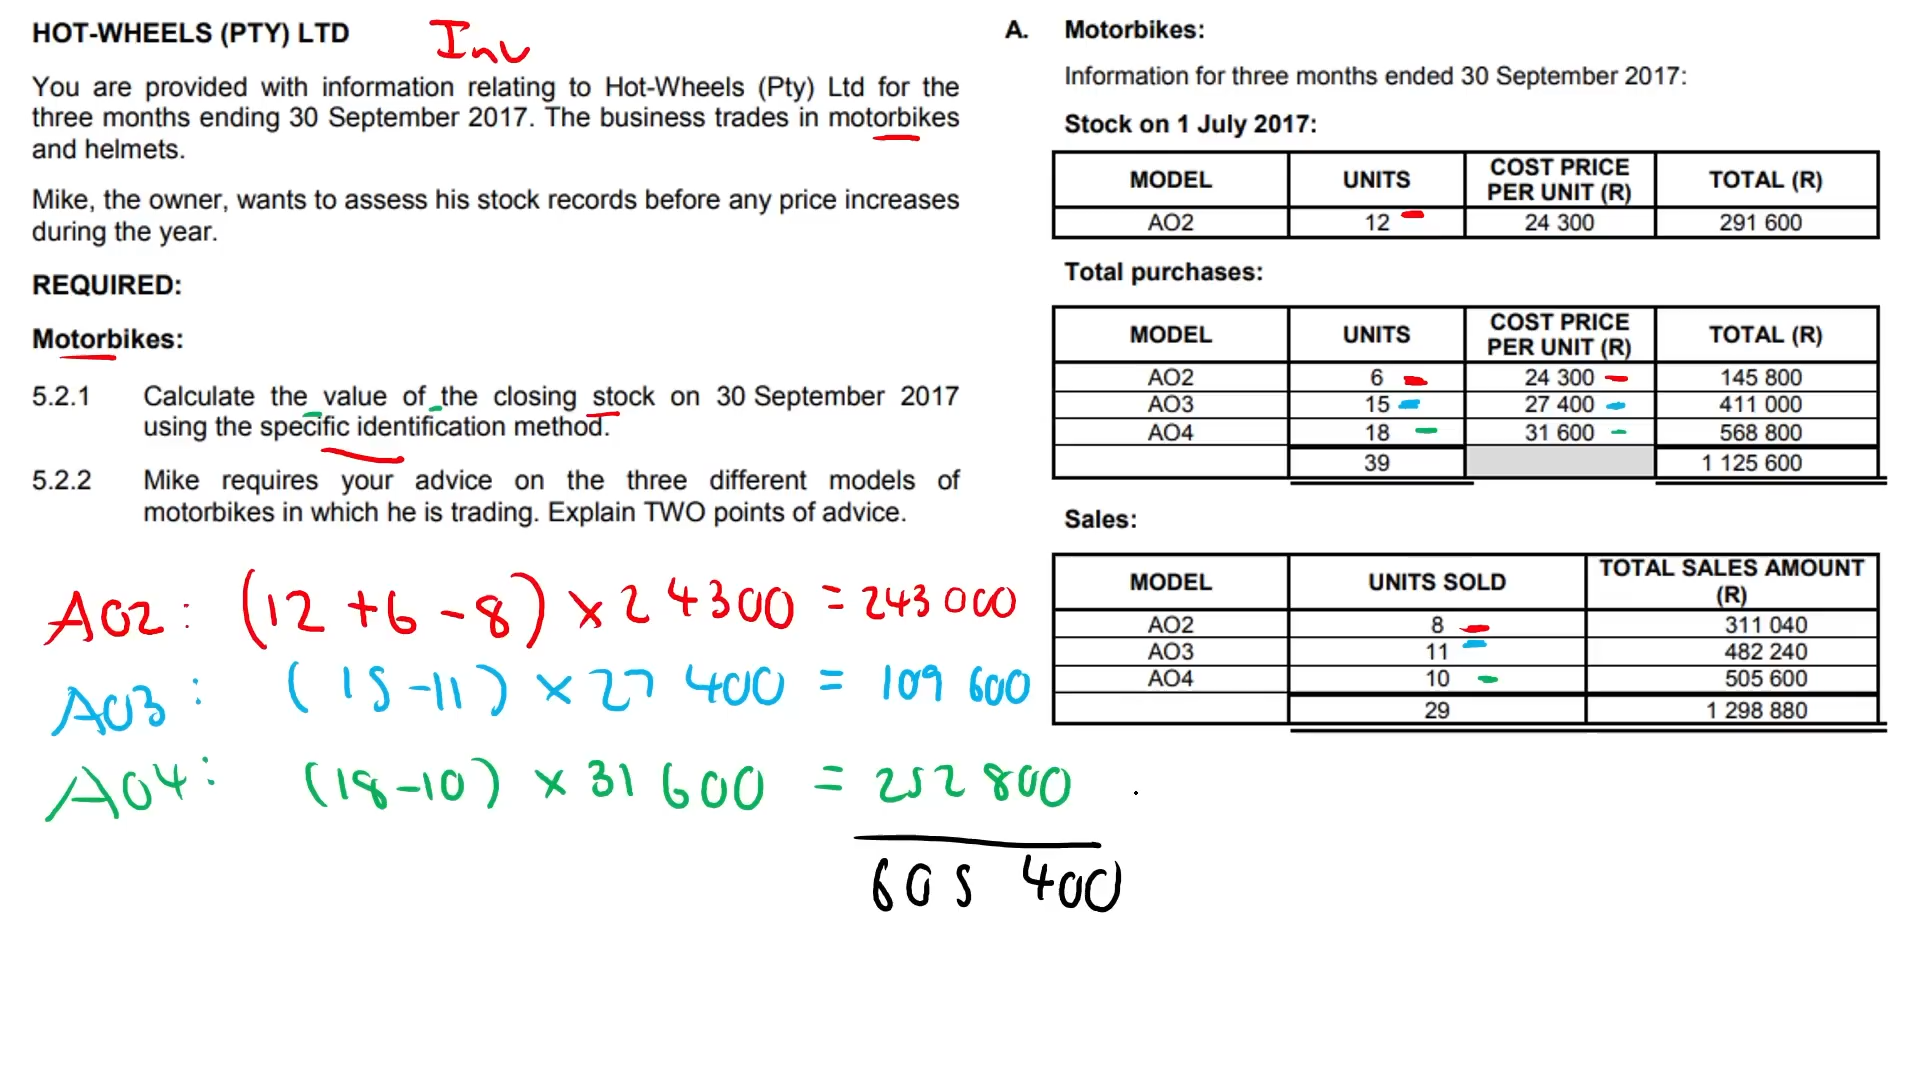 HOT-WHEELS (PTY) LTD
Inv
You are provided with information relating to Hot-Wheels (Pty) Ltd for the
three months ending 30 September 2017. The business trades in motorbikes
and helmets.
Mike, the owner, wants to assess his stock records before any price increases
during the year.
REQUIRED:
Motorbikes:
5.2.1 Calculate the value of the closing stock on 30 September 2017
using the specific identification method.
5.2.2 Mike requires your advice on the three different models of
motorbikes in which he is trading. Explain TWO points of advice.
A02: (12 + 6 - 8) × 24300 = 243 000
A03: (15-11) × 27 400 = 109 600
A04: (18-10) × 31 600 = 252 800
605 400
A. Motorbikes:
Information for three months ended 30 September 2017:
Stock on 1 July 2017:
MODEL UNITS COST PRICE PER UNIT (R) TOTAL (R)
AO2 12 24 300 291 600
Total purchases:
MODEL UNITS COST PRICE PER UNIT (R) TOTAL (R)
AO2 6 24 300 145 800
AO3 15 27 400 411 000
AO4 18 31 600 568 800
39 1 125 600
Sales:
MODEL UNITS SOLD TOTAL SALES AMOUNT (R)
AO2 8 311 040
AO3 11 482 240
AO4 10 505 600
29 1 298 880